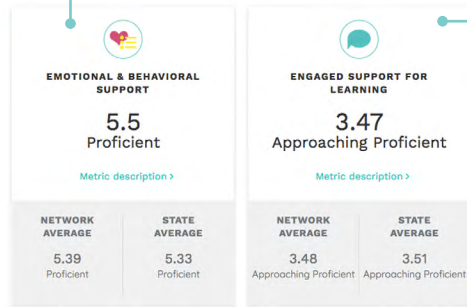 EMOTIONAL & BEHAVIORAL
SUPPORT
5.5
Proficient
Metric description >
NETWORK
AVERAGE
5.39
Proficient
STATE
AVERAGE
5.33
Proficient
ENGAGED SUPPORT FOR
LEARNING
3.47
Approaching Proficient
Metric description >
NETWORK
AVERAGE
3.48
Approaching Proficient
STATE
AVERAGE
3.51
Approaching Proficient